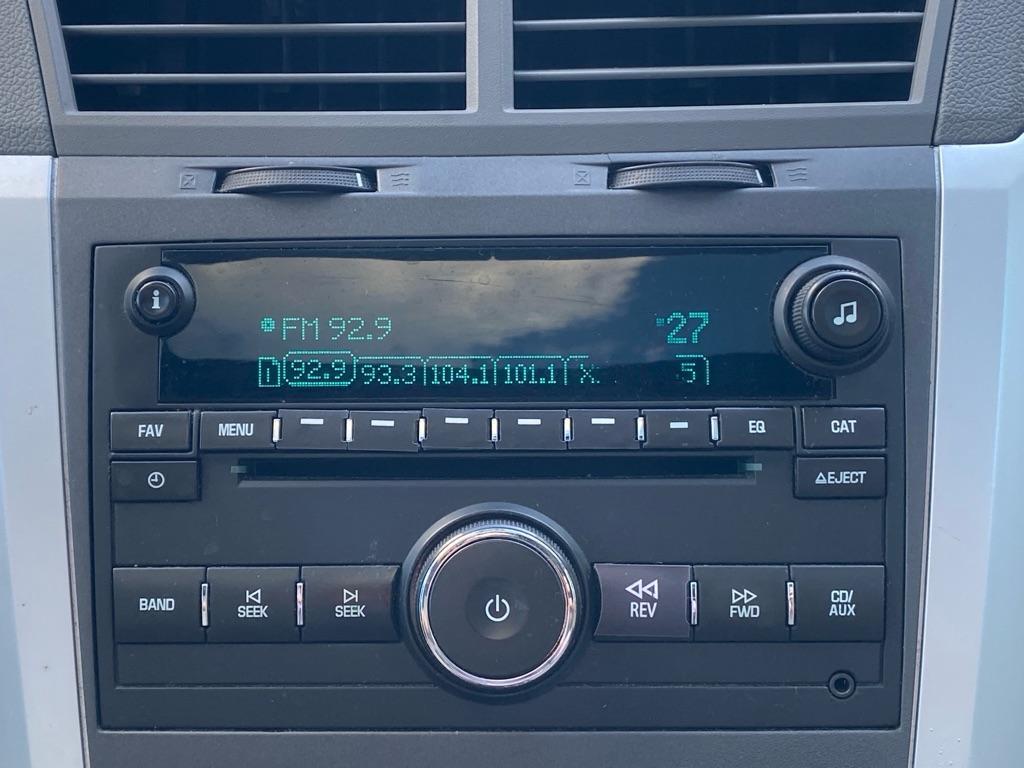 FM 92.9
27
92.9 93.3 104.1 101.1 X 5
FAV MENU EQ CAT
EJECT
BAND SEEK SEEK REV FWD CD/
AUX